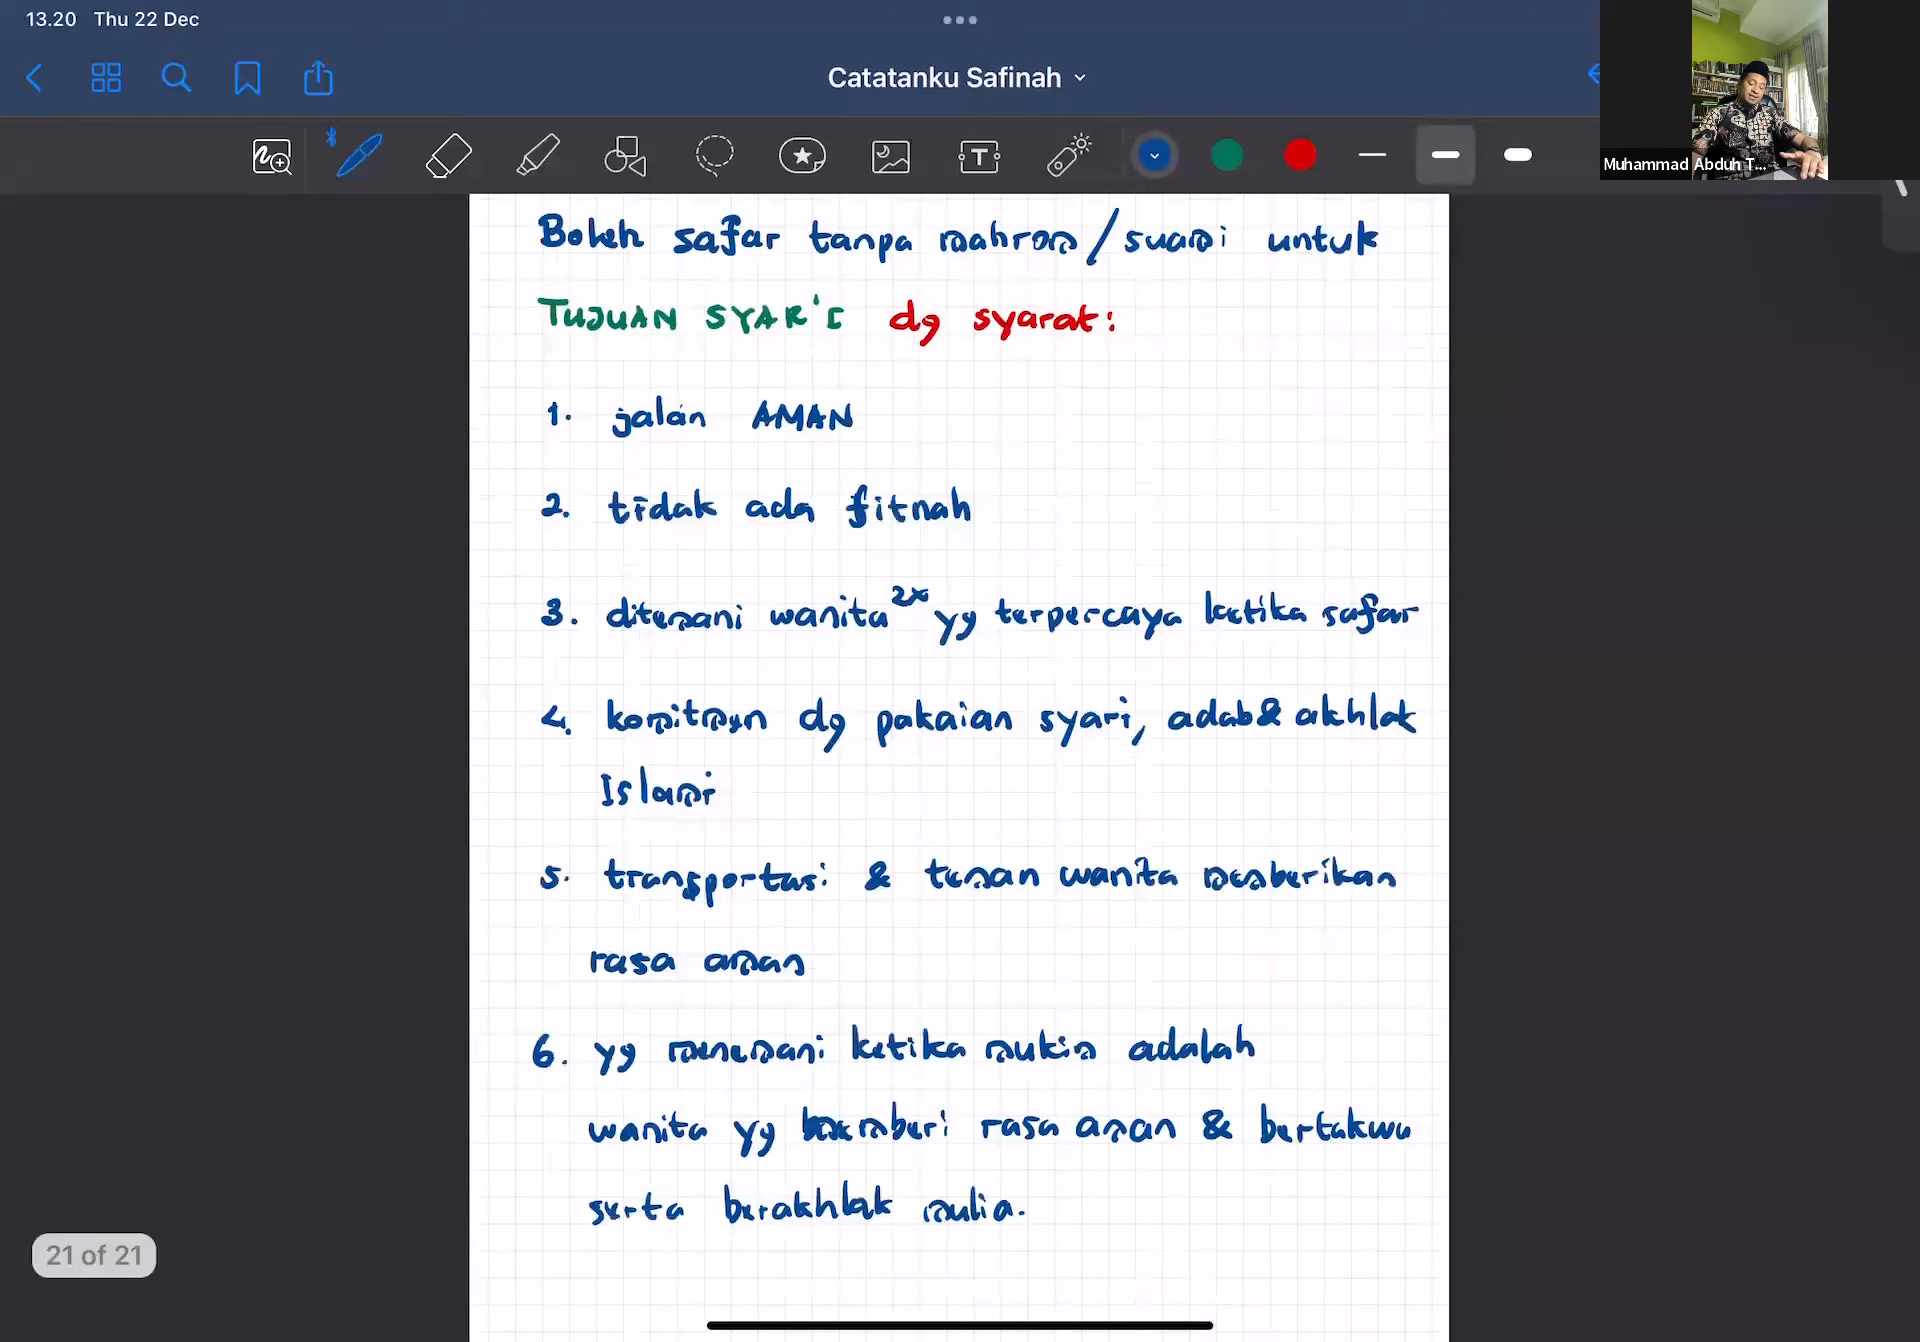 13.20 Thu 22 Dec
Catatanku Safinah
Muhammad Abduh T...
Boleh safar tanpa mahrom/suami untuk
TUJUAN SYAR'I dg syarat:
1. jalan AMAN
2. tidak ada fitnah
3. ditemani wanita2x yg terpercaya ketika safar
4. komitmen dg pakaian syari, adab & akhlak
Islami
5. transportasi & teman wanita memberikan
rasa aman
6. yg menemani ketika mukim adalah
wanita yg memberi rasa aman & bertakwa
serta berakhlak mulia.
21 of 21